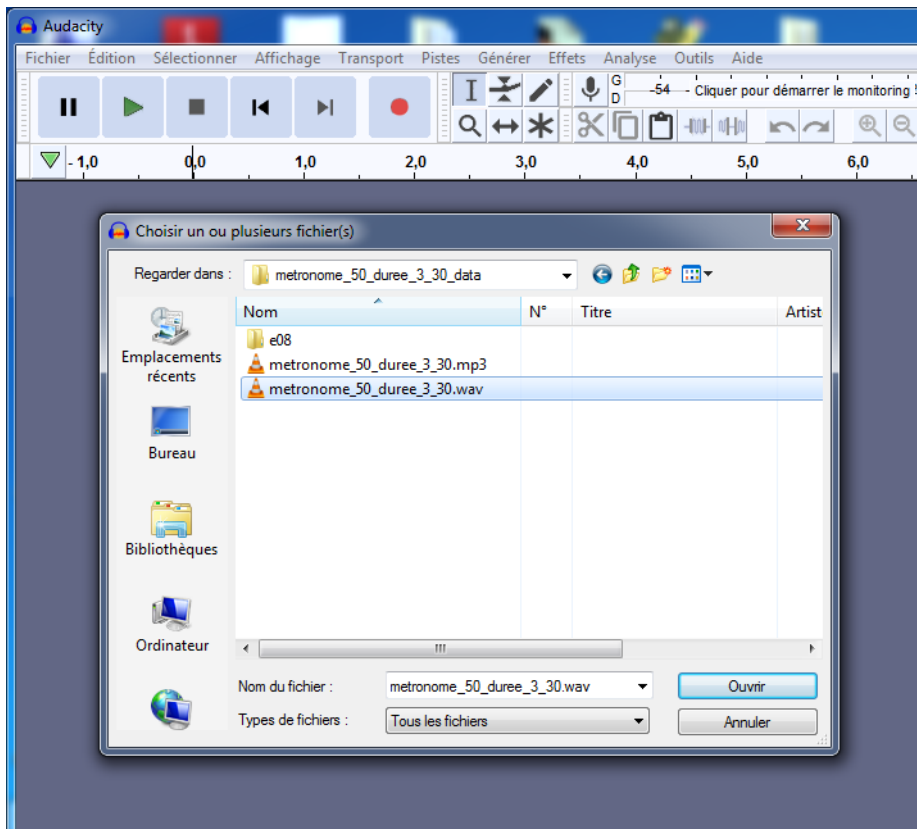 Audacity
Fichier Édition Sélectionner Affichage Transport Pistes Générer Effets Analyse Outils Aide
G
D
-54 - Cliquer pour démarrer le monitoring
- 1,0 0,0 1,0 2,0 3,0 4,0 5,0 6,0
Choisir un ou plusieurs fichier(s)
Regarder dans : metronome_50_duree_3_30_data
Nom N° Titre Artist
e08
metronome_50_duree_3_30.mp3
metronome_50_duree_3_30.wav
Emplacements
récents
Bureau
Bibliothèques
Ordinateur
Nom du fichier : metronome_50_duree_3_30.wav Ouvrir
Types de fichiers : Tous les fichiers Annuler